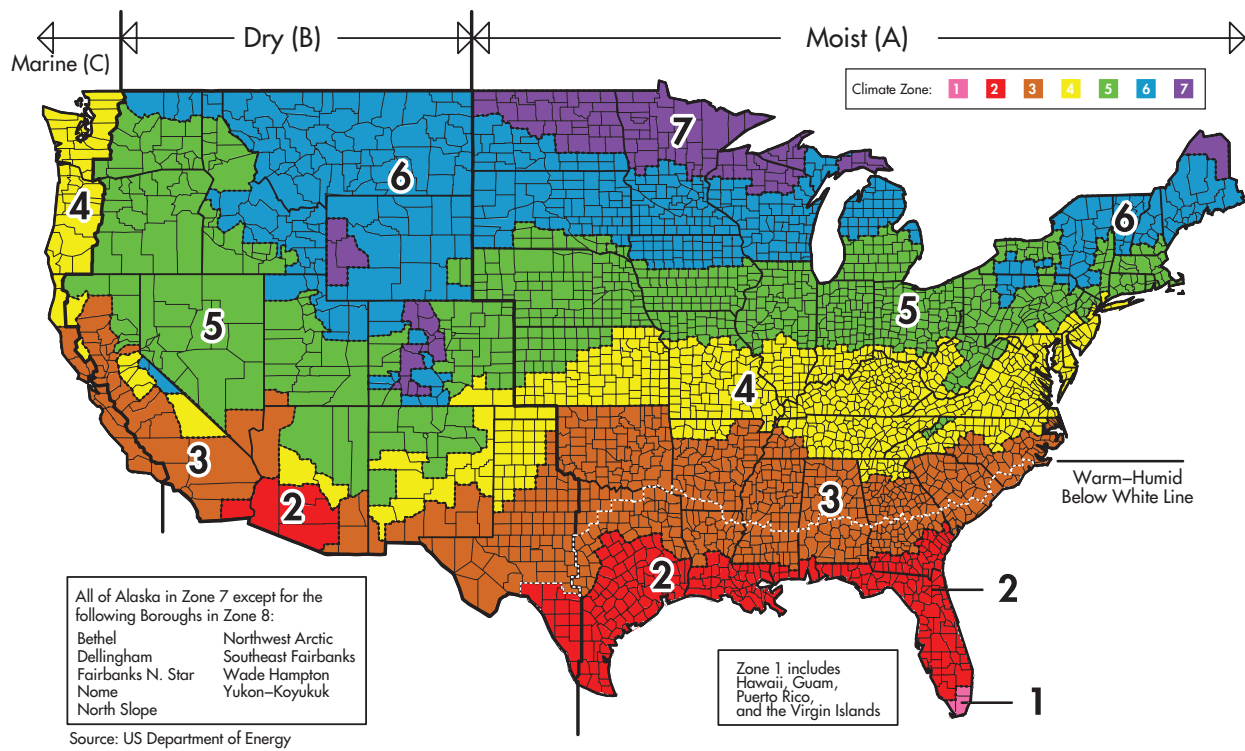 Marine (C)
Dry (B)
Moist (A)
Climate Zone: 1 2 3 4 5 6 7
7
6
6
4
5
5
4
3
3
2
2
Warm–Humid
Below White Line
2
1
All of Alaska in Zone 7 except for the
following Boroughs in Zone 8:
Bethel
Dellingham
Fairbanks N. Star
Nome
North Slope
Northwest Arctic
Southeast Fairbanks
Wade Hampton
Yukon–Koyukuk
Zone 1 includes
Hawaii, Guam,
Puerto Rico,
and the Virgin Islands
Source: US Department of Energy